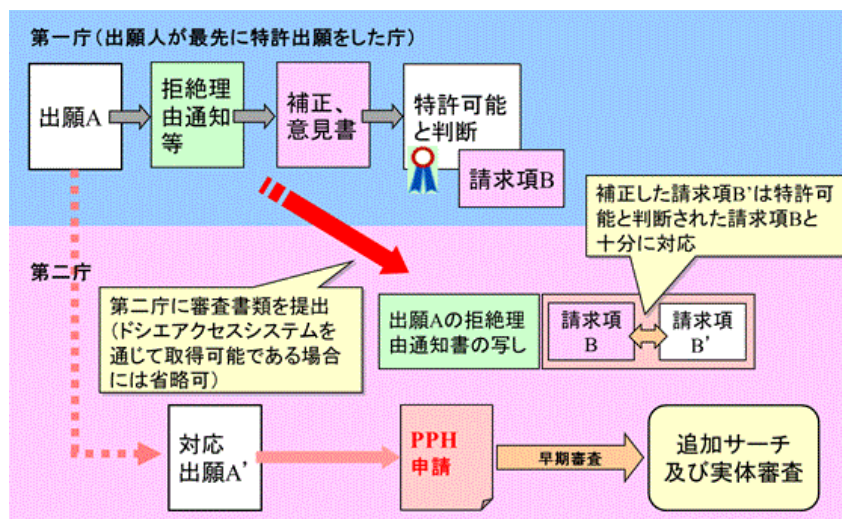 第一庁（出願人が最先に特許出願をした庁）
出願A
拒絶理
由通知
等
補正、
意見書
特許可能
と判断
請求項B
補正した請求項B’は特許可
能と判断された請求項Bと
十分に対応
第二庁
第二庁に審査書類を提出
（ドシエアクセスシステムを
通じて取得可能である場合
には省略可）
出願Aの拒絶理
由通知書の写し
請求項
B
請求項
B’
対応
出願A’
PPH
申請
早期審査
追加サーチ
及び実体審査